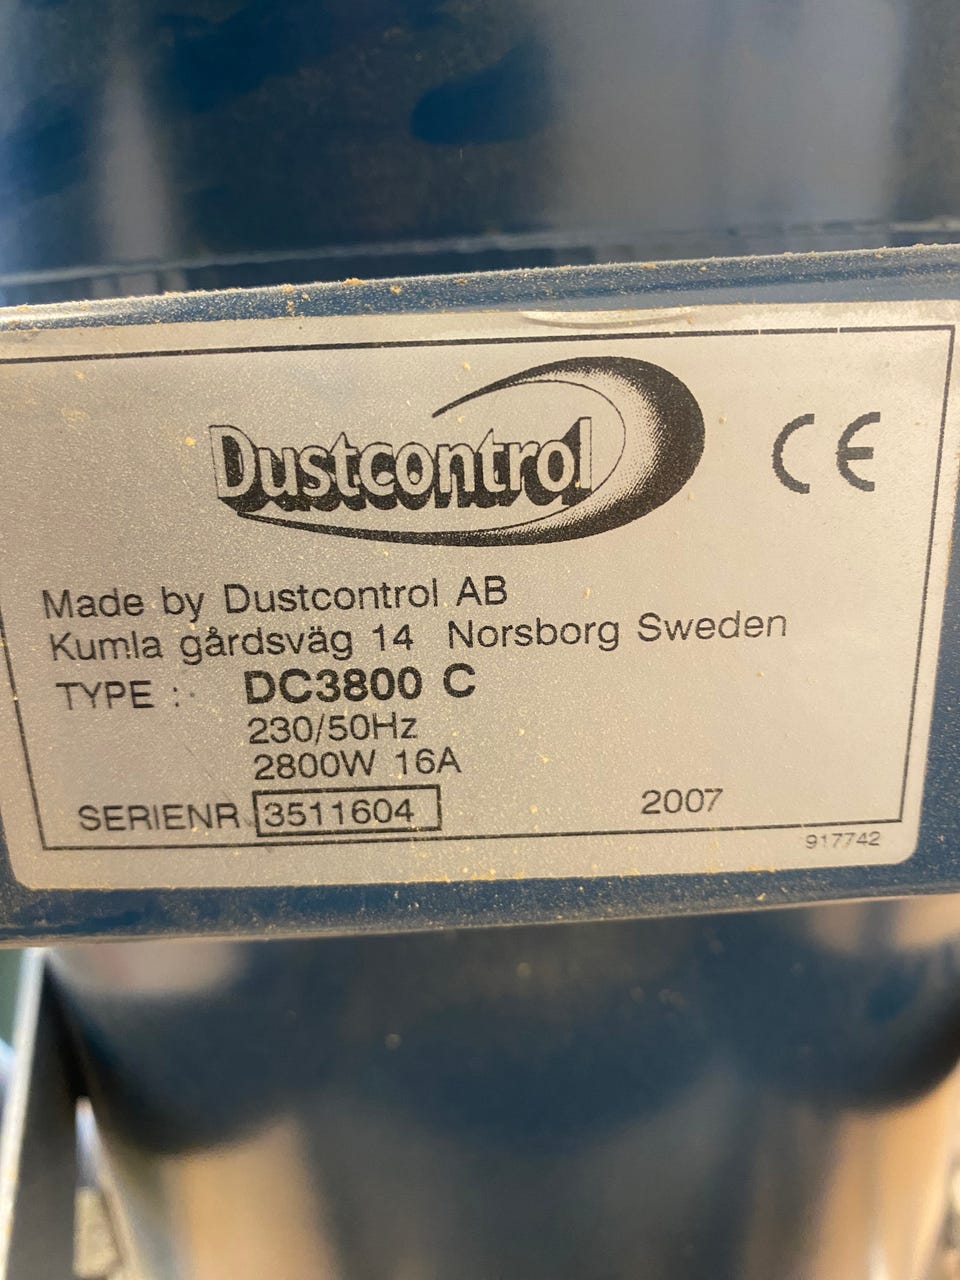 Dustcontrol
CE
Made by Dustcontrol AB
Kumla gårdsväg 14 Norsborg Sweden
TYPE : DC3800 C
230/50Hz
2800W 16A
SERIENR 3511604 2007
917742